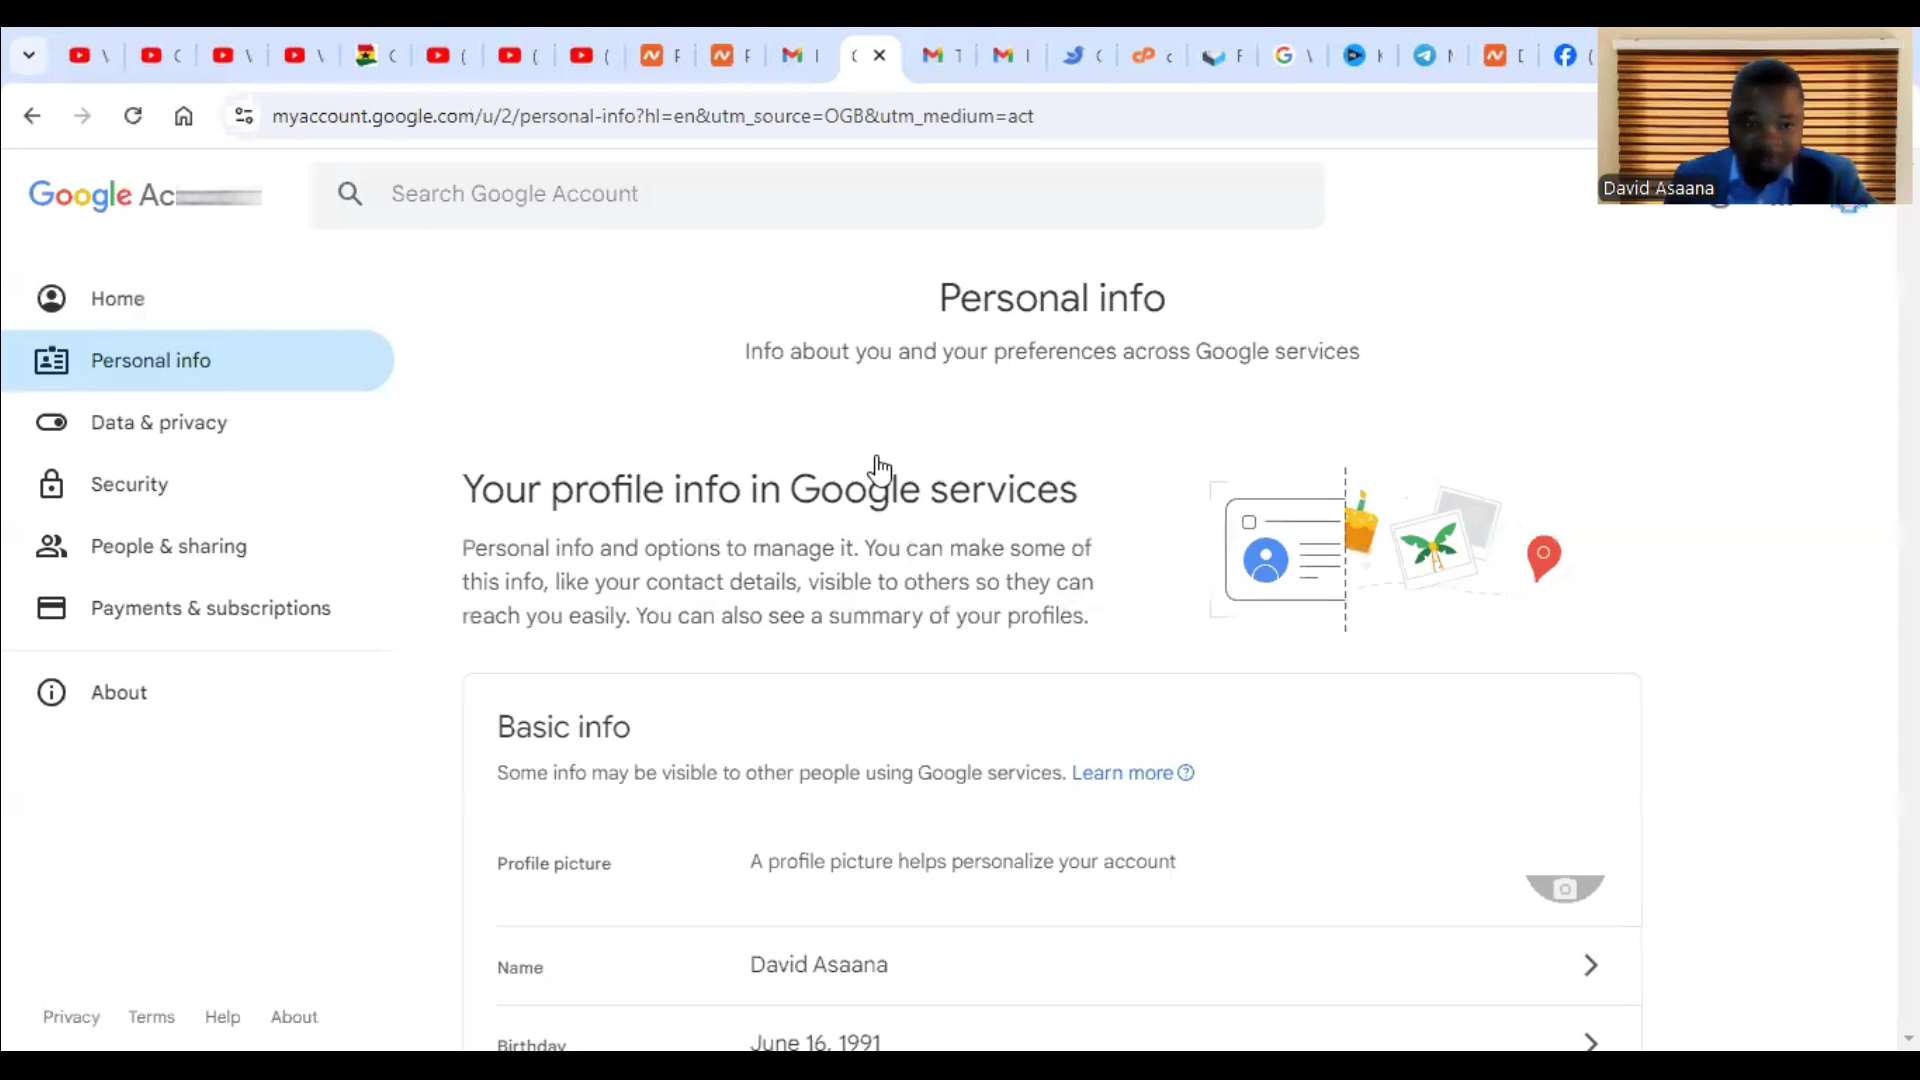 myaccount.google.com/u/2/personal-info?hl=en&utm_source=OGB&utm_medium=act
David Asaana
Google Ac
Search Google Account
Home
Personal info
Data & privacy
Security
People & sharing
Payments & subscriptions
About
Personal info
Info about you and your preferences across Google services
Your profile info in Google services
Personal info and options to manage it. You can make some of
this info, like your contact details, visible to others so they can
reach you easily. You can also see a summary of your profiles.
Basic info
Some info may be visible to other people using Google services. Learn more
Profile picture
A profile picture helps personalize your account
Name
David Asaana
Birthday
June 16, 1991
Privacy Terms Help About